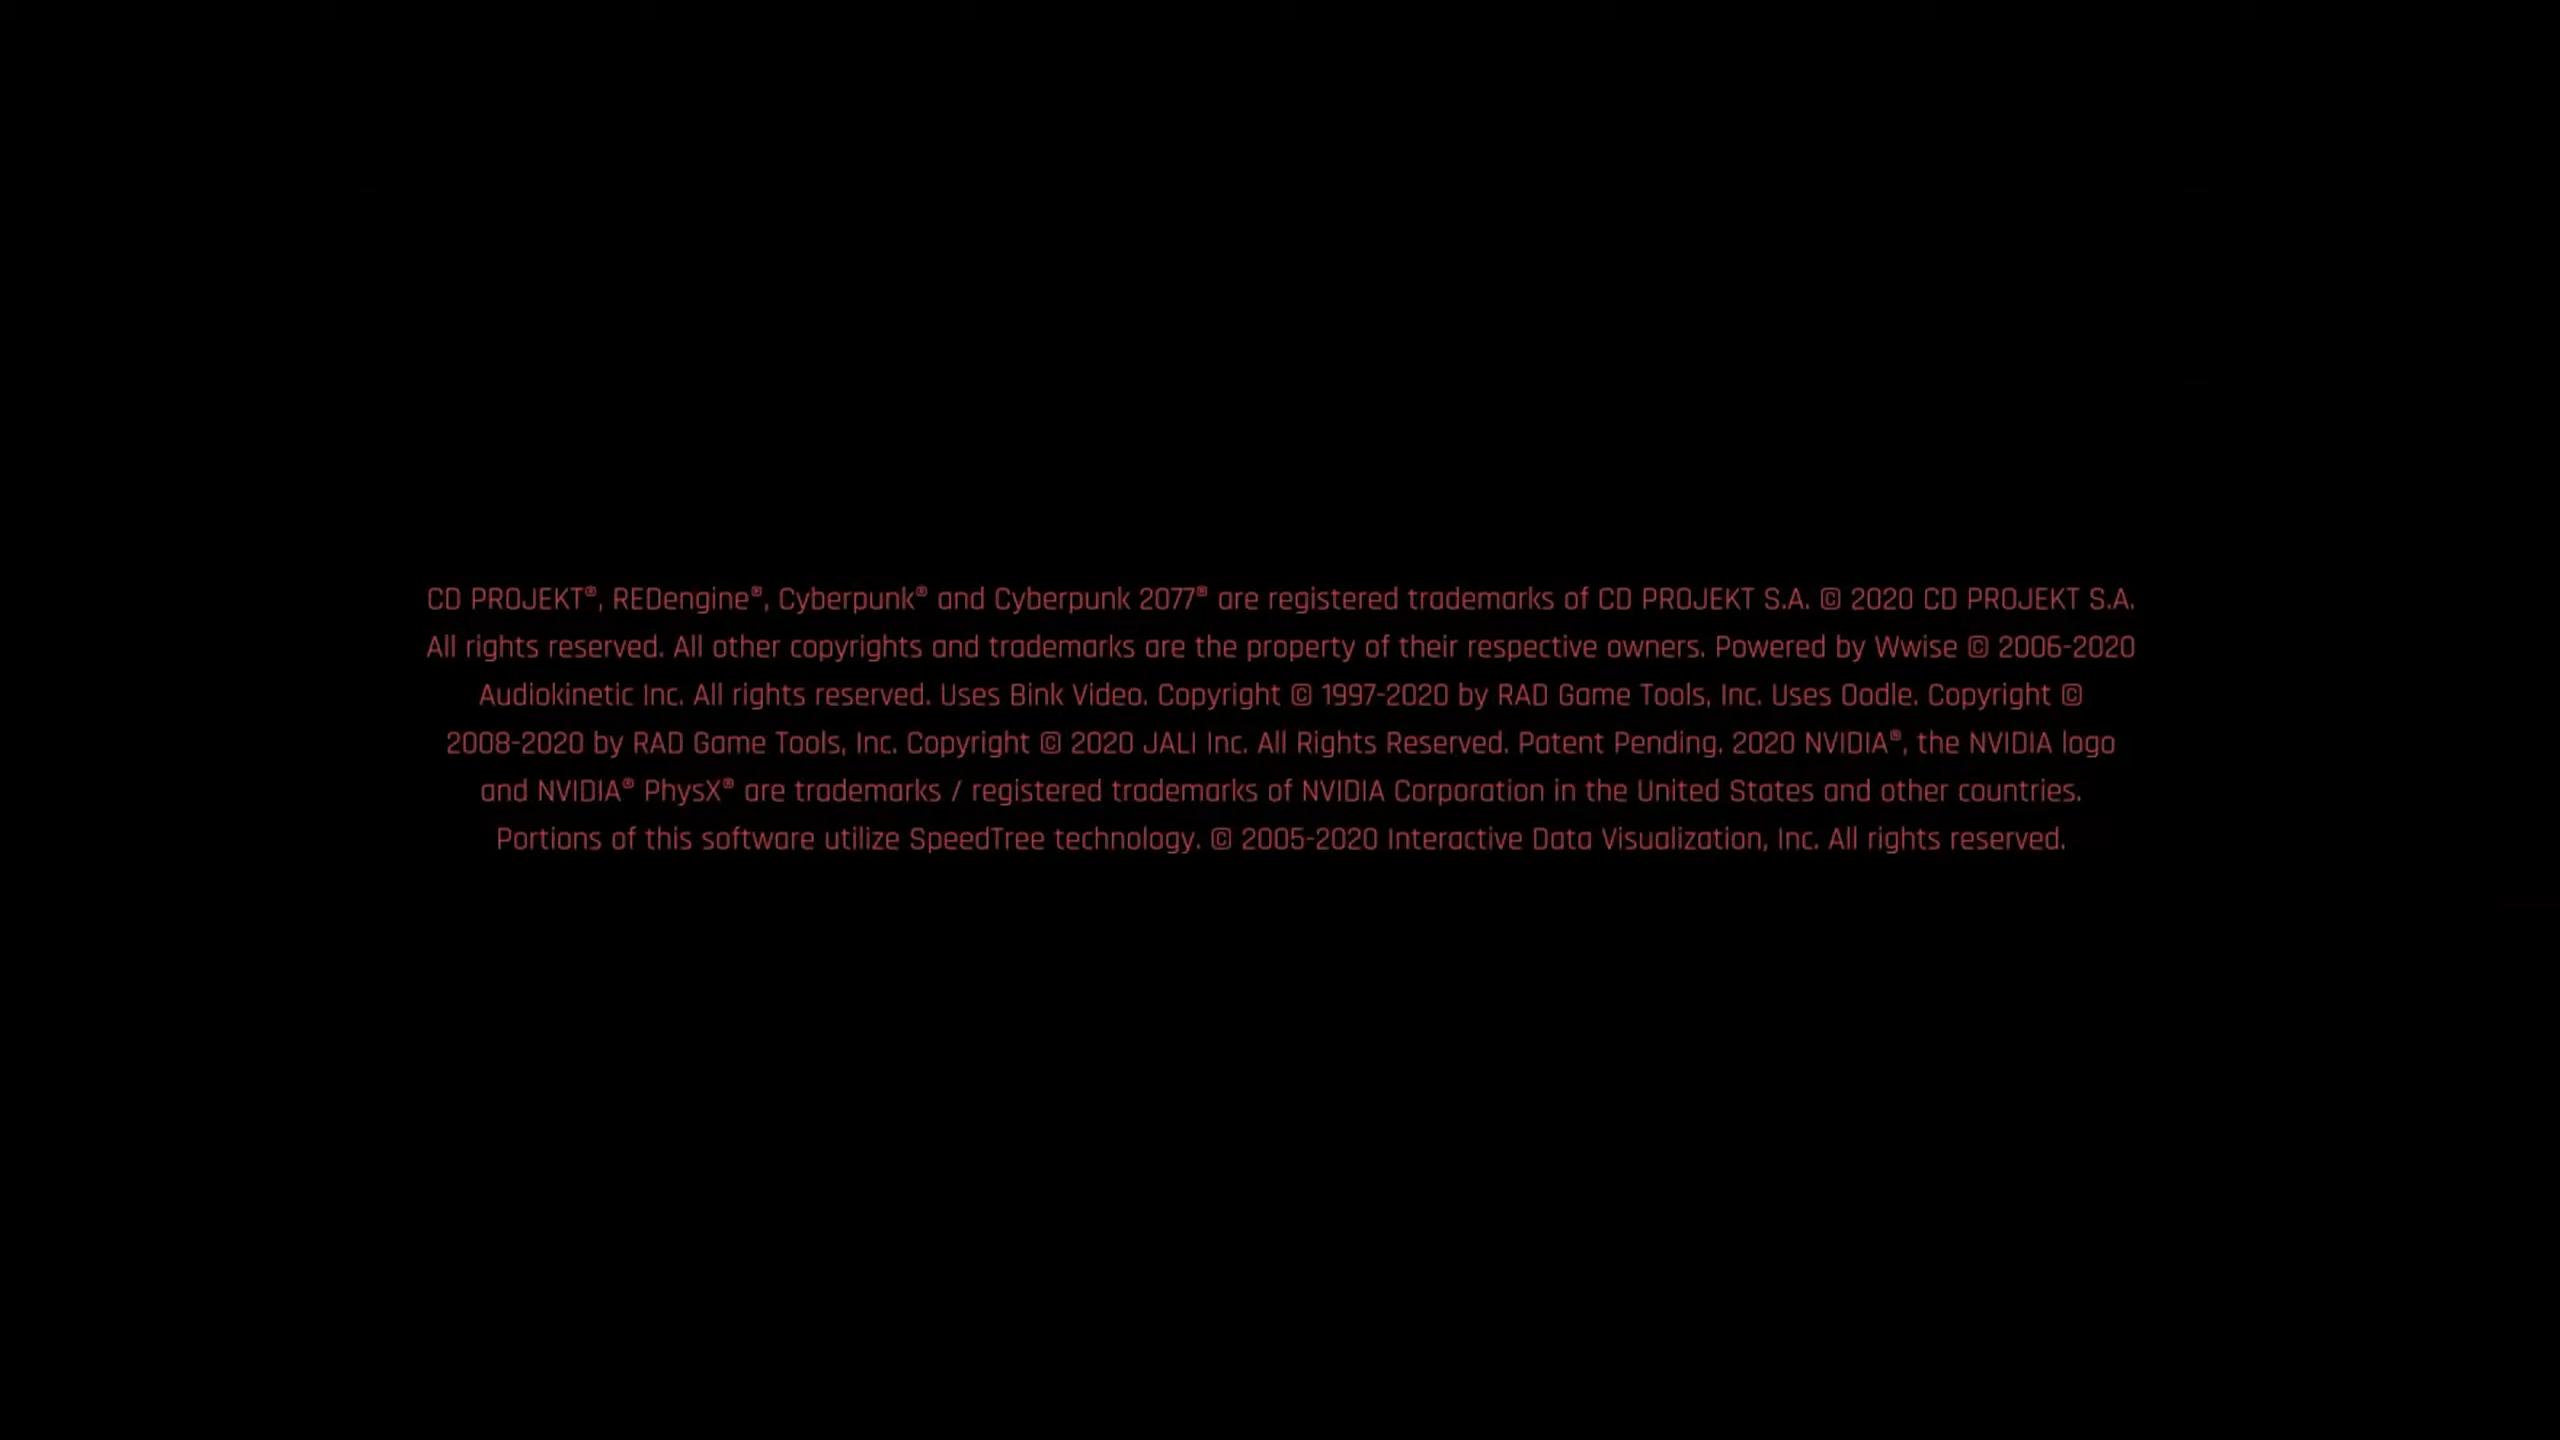 CD PROJEKT®, REDengine®, Cyberpunk® and Cyberpunk 2077® are registered trademarks of CD PROJEKT S.A. © 2020 CD PROJEKT S.A.
All rights reserved. All other copyrights and trademarks are the property of their respective owners. Powered by Wwise © 2006-2020
Audiokinetic Inc. All rights reserved. Uses Bink Video. Copyright © 1997-2020 by RAD Game Tools, Inc. Uses Oodle. Copyright ©
2008-2020 by RAD Game Tools, Inc. Copyright © 2020 JALI Inc. All Rights Reserved. Patent Pending, 2020 NVIDIA®, the NVIDIA logo
and NVIDIA® PhysX® are trademarks / registered trademarks of NVIDIA Corporation in the United States and other countries.
Portions of this software utilize SpeedTree technology. © 2005-2020 Interactive Data Visualization, Inc. All rights reserved.